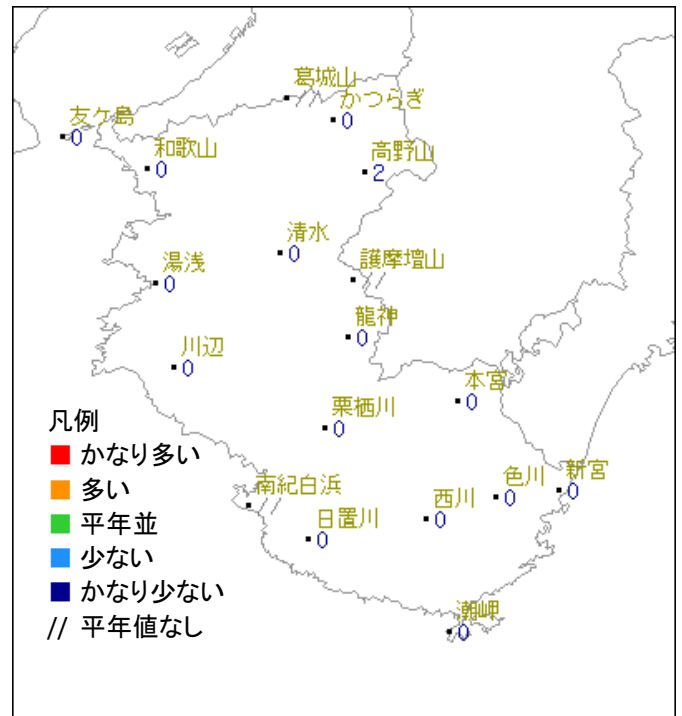 葛城山
//
かつらぎ
0
友ケ島
0
和歌山
0
高野山
2
清水
0
護摩壇山
//
湯浅
0
龍神
0
川辺
0
本宮
0
栗栖川
0
凡例
かなり多い
多い
平年並
少ない
かなり少ない
// 平年値なし
南紀白浜
//
日置川
0
西川
0
色川
0
新宮
0
潮岬
0